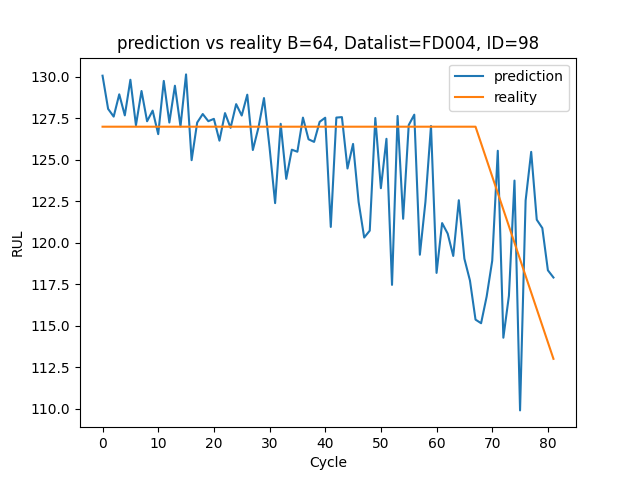 prediction vs reality B=64, Datalist=FD004, ID=98
prediction
reality
130.0
127.5
125.0
122.5
120.0
117.5
115.0
112.5
110.0
RUL
0 10 20 30 40 50 60 70 80
Cycle